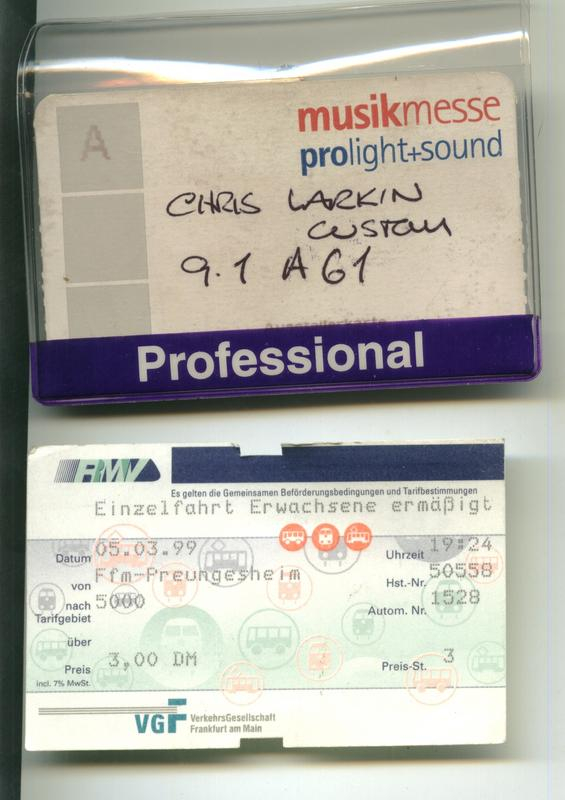 A
musikmesse
prolight+sound
CHRIS LARKIN
CUSTOM
9.1 A61
Professional
RMV
Es gelten die Gemeinsamen Beförderungsbedingungen und Tarifbestimmungen
Einzelfahrt Erwachsene ermäßigt
Datum 05.03.99 Uhrzeit 19:24
von Ffm-Preungesheim Hst.-Nr. 50558
nach 5000 Autom. Nr. 1528
Tarifgebiet
über
Preis 3,00 DM Preis-St. 3
incl. 7% MwSt.
VGF VerkehrsGesellschaft
Frankfurt am Main